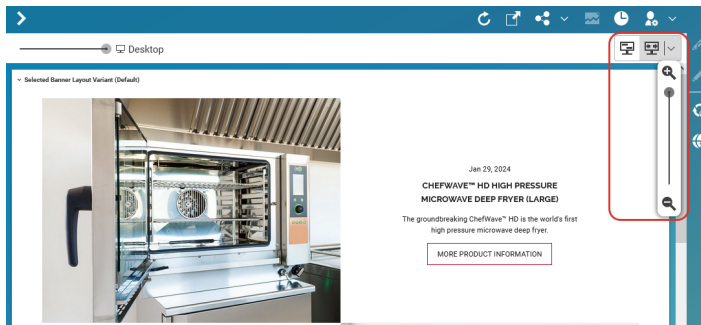 Desktop
Selected Banner Layout Variant (Default)
Jan 29, 2024
CHEFWAVE™ HD HIGH PRESSURE
MICROWAVE DEEP FRYER (LARGE)
The groundbreaking ChefWave™ HD is the world's first
high pressure microwave deep fryer.
MORE PRODUCT INFORMATION